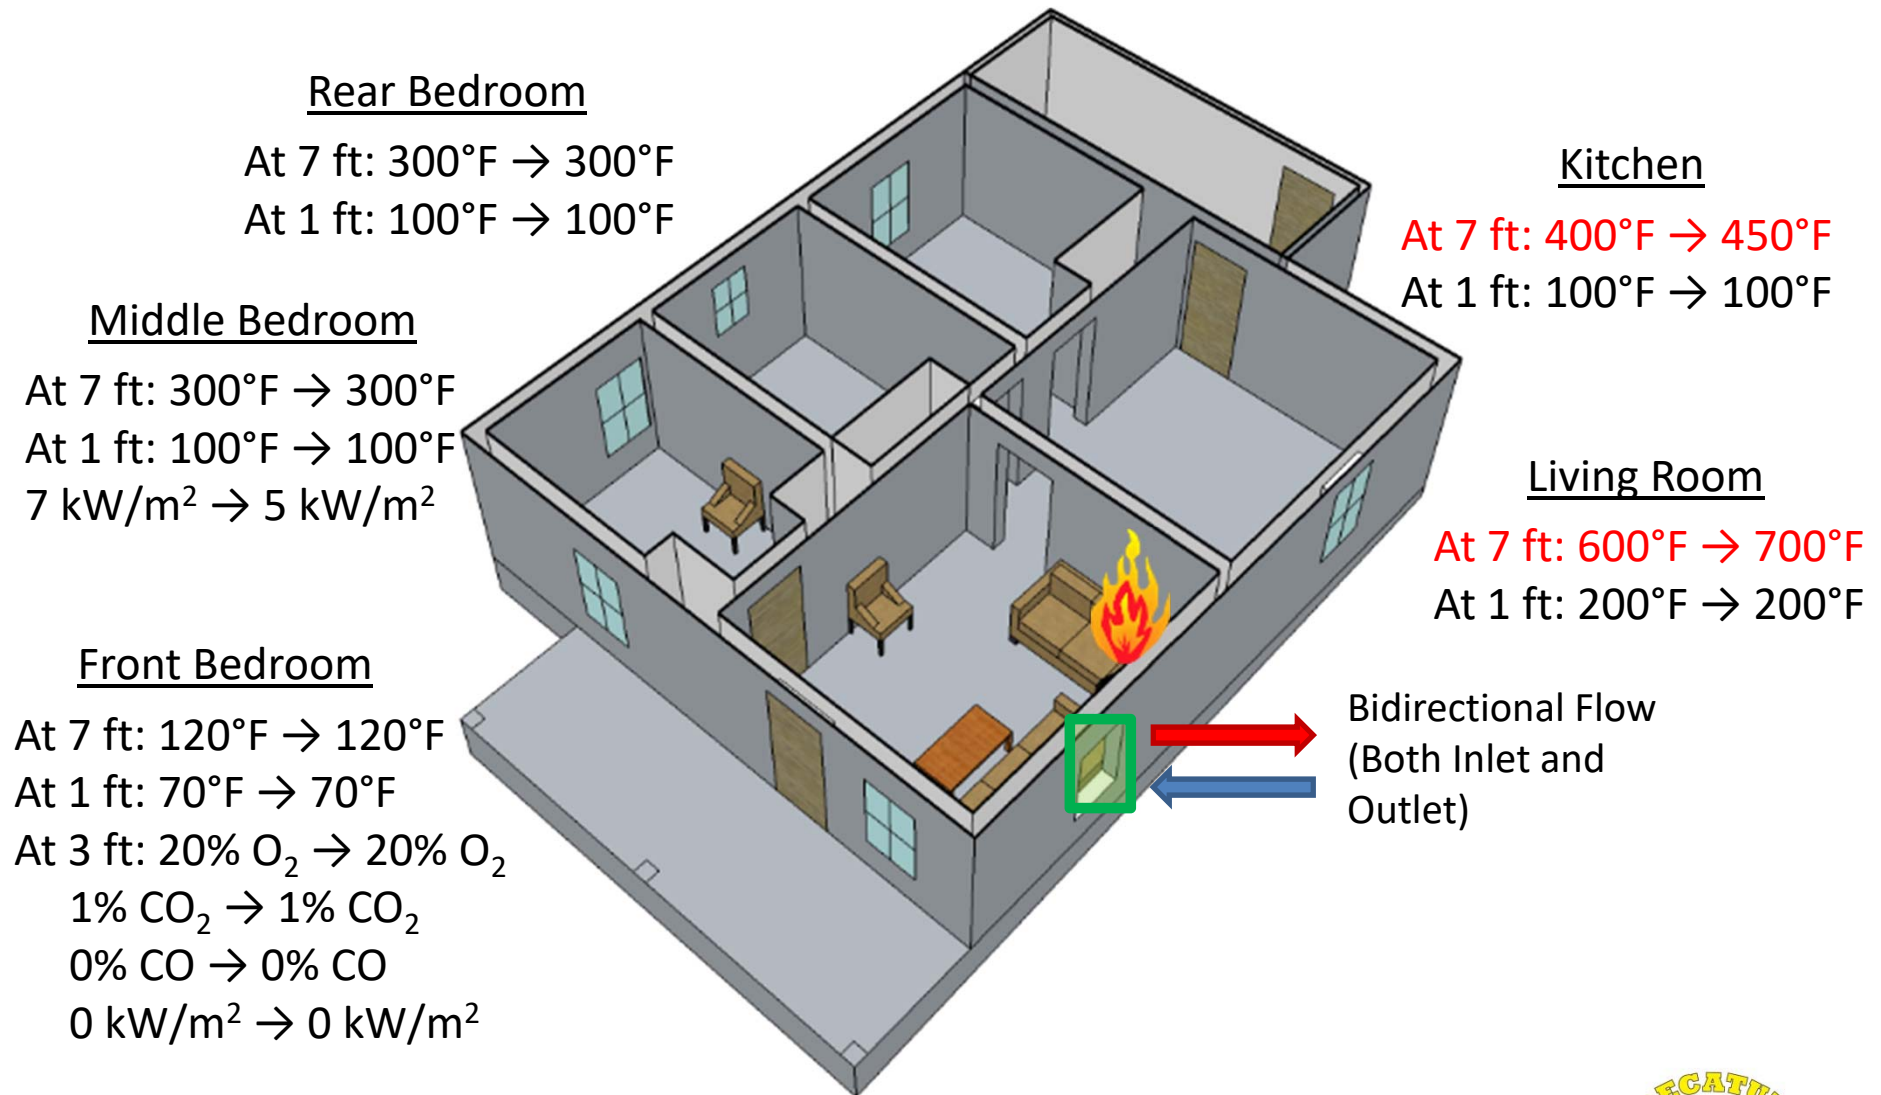 Rear Bedroom
At 7 ft: 300°F → 300°F
At 1 ft: 100°F → 100°F
Kitchen
At 7 ft: 400°F → 450°F
At 1 ft: 100°F → 100°F
Middle Bedroom
At 7 ft: 300°F → 300°F
At 1 ft: 100°F → 100°F
7 kW/m² → 5 kW/m²
Living Room
At 7 ft: 600°F → 700°F
At 1 ft: 200°F → 200°F
Front Bedroom
At 7 ft: 120°F → 120°F
At 1 ft: 70°F → 70°F
At 3 ft: 20% O₂ → 20% O₂
1% CO₂ → 1% CO₂
0% CO → 0% CO
0 kW/m² → 0 kW/m²
Bidirectional Flow
(Both Inlet and
Outlet)